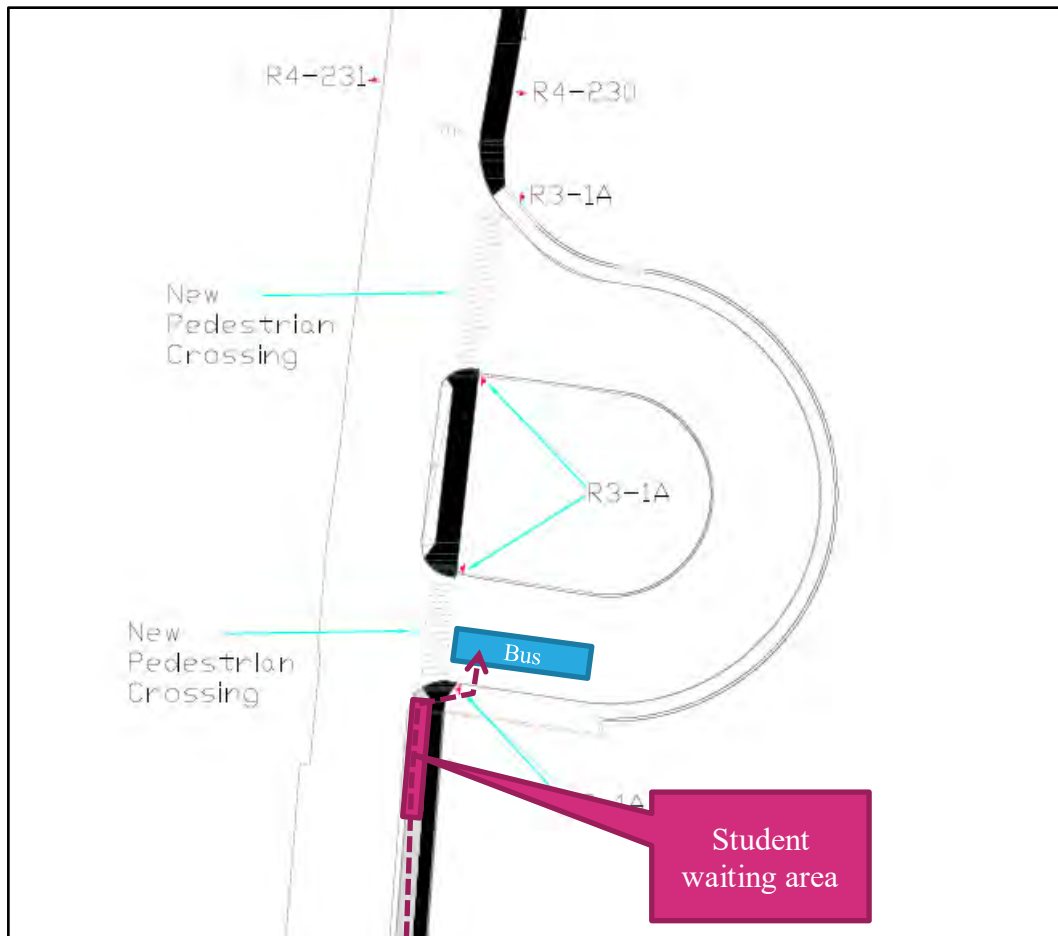 R4-231
R4-230
R3-1A
New
Pedestrian
Crossing
R3-1A
New
Pedestrian
Crossing
Bus
Student
waiting area